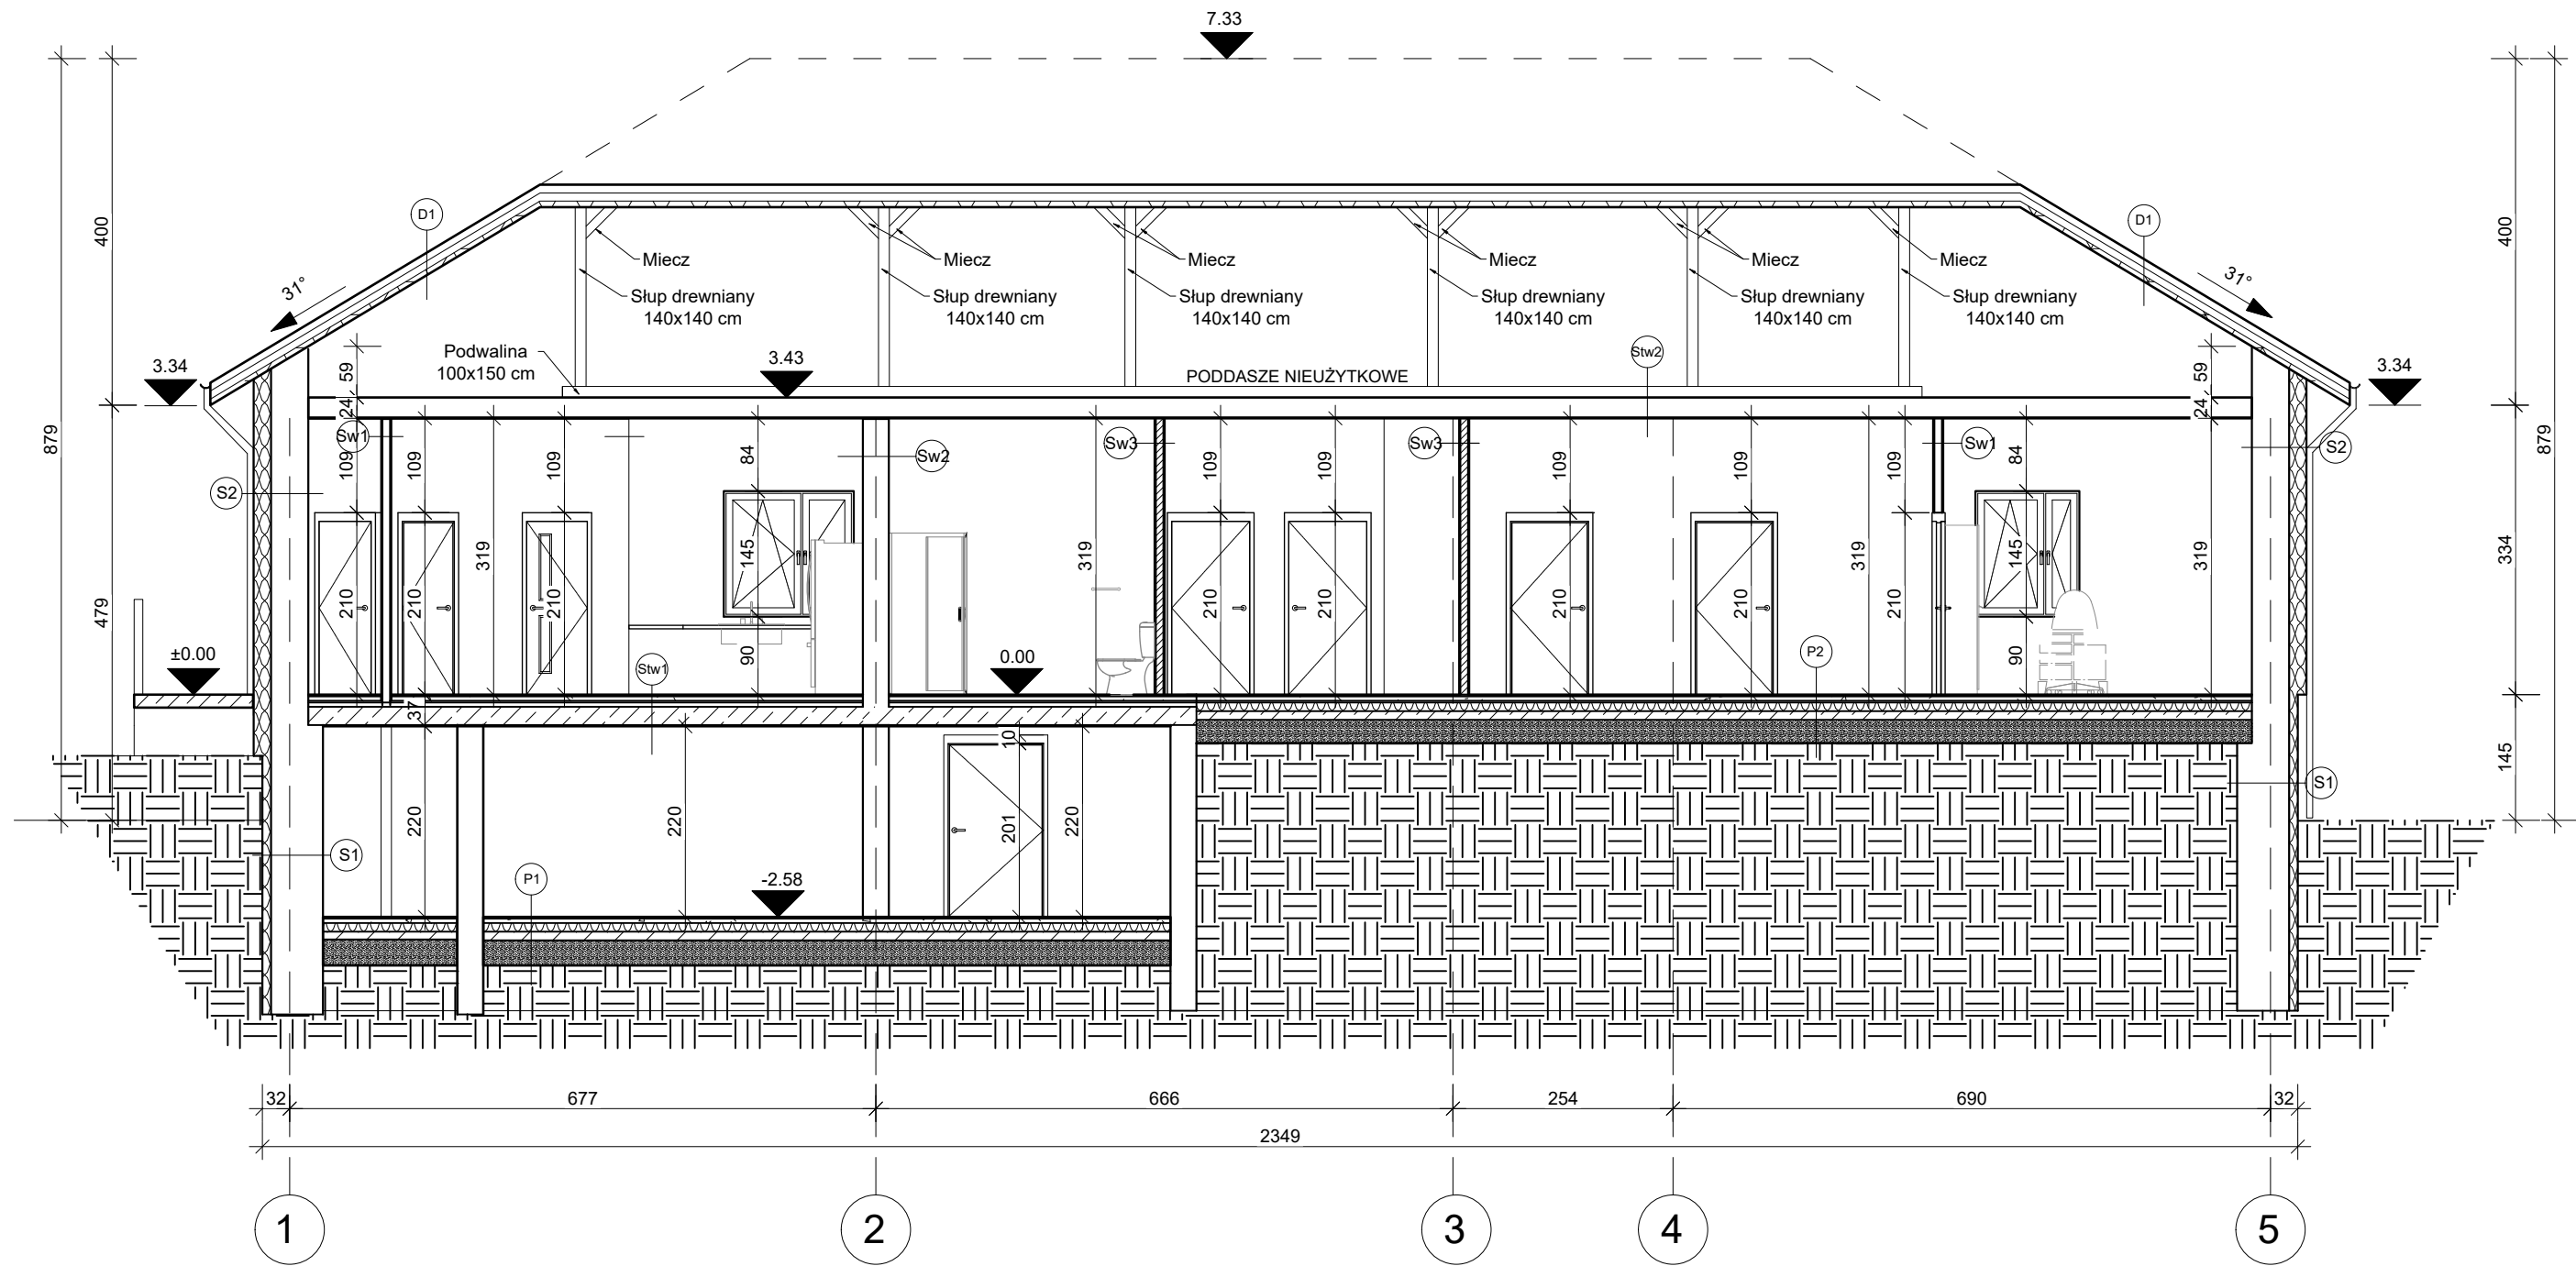 7.33
400
879
479
3.34
±0.00
31°
D1
59
24
Podwalina
100x150 cm
3.43
Miecz
Słup drewniany
140x140 cm
Miecz
Słup drewniany
140x140 cm
Miecz
Słup drewniany
140x140 cm
Miecz
Słup drewniany
140x140 cm
Miecz
Słup drewniany
140x140 cm
Miecz
Słup drewniany
140x140 cm
PODDASZE NIEUŻYTKOWE
Stw2
D1
31°
59
24
3.34
400
334
145
879
S2
Sw1
109
210
109
210
319
109
210
84
145
90
Stw1
Sw2
0.00
319
Sw3
109
210
109
210
Sw3
109
210
109
210
319
109
210
Sw1
84
145
90
319
S2
P2
37
10
220
220
201
220
-2.58
P1
S1
S1
32
677
666
254
690
32
2349
1
2
3
4
5